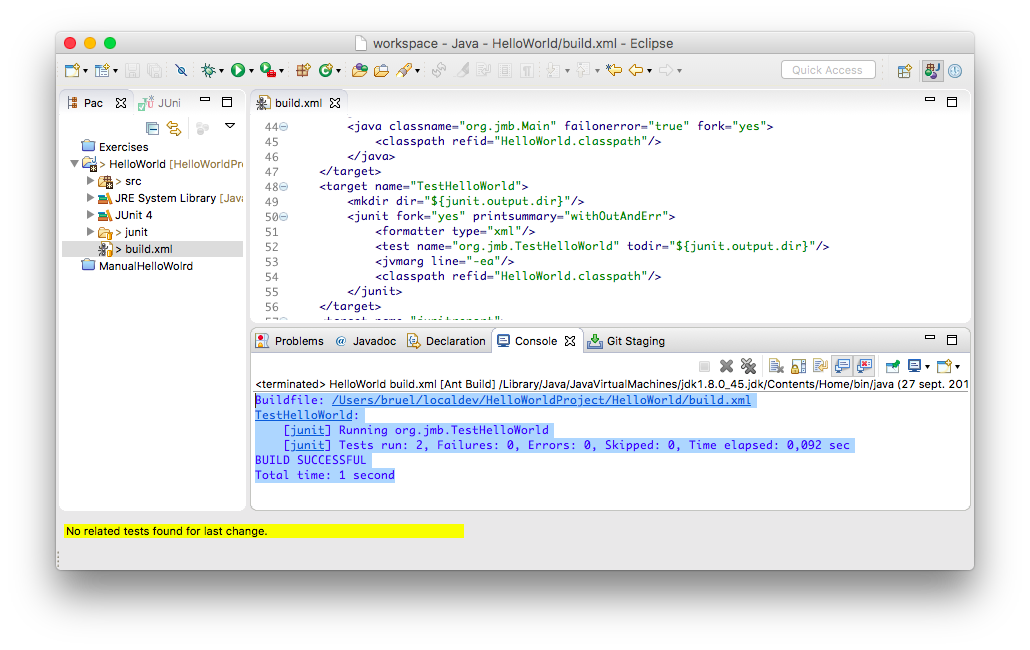 workspace - Java - HelloWorld/build.xml - Eclipse
Quick Access
Pac
JUni
build.xml
Exercises
> HelloWorld [HelloWorldPr
> src
JRE System Library [Java
JUnit 4
> junit
> build.xml
ManualHelloWolrd
44 <java classname="org.jmb.Main" failonerror="true" fork="yes">
45 <classpath refid="HelloWorld.classpath"/>
46 </java>
47 </target>
48 <target name="TestHelloWorld">
49 <mkdir dir="${junit.output.dir}"/>
50 <junit fork="yes" printsummary="withOutAndErr">
51 <formatter type="xml"/>
52 <test name="org.jmb.TestHelloWorld" todir="${junit.output.dir}"/>
53 <jvmarg line="-ea"/>
54 <classpath refid="HelloWorld.classpath"/>
55 </junit>
56 </target>
Problems @ Javadoc Declaration Console Git Staging
<terminated> HelloWorld build.xml [Ant Build] /Library/Java/JavaVirtualMachines/jdk1.8.0_45.jdk/Contents/Home/bin/java (27 sept. 201
Buildfile: /Users/bruel/localdev/HelloWorldProject/HelloWorld/build.xml
TestHelloWorld:
[junit] Running org.jmb.TestHelloWorld
[junit] Tests run: 2, Failures: 0, Errors: 0, Skipped: 0, Time elapsed: 0,092 sec
BUILD SUCCESSFUL
Total time: 1 second
No related tests found for last change.